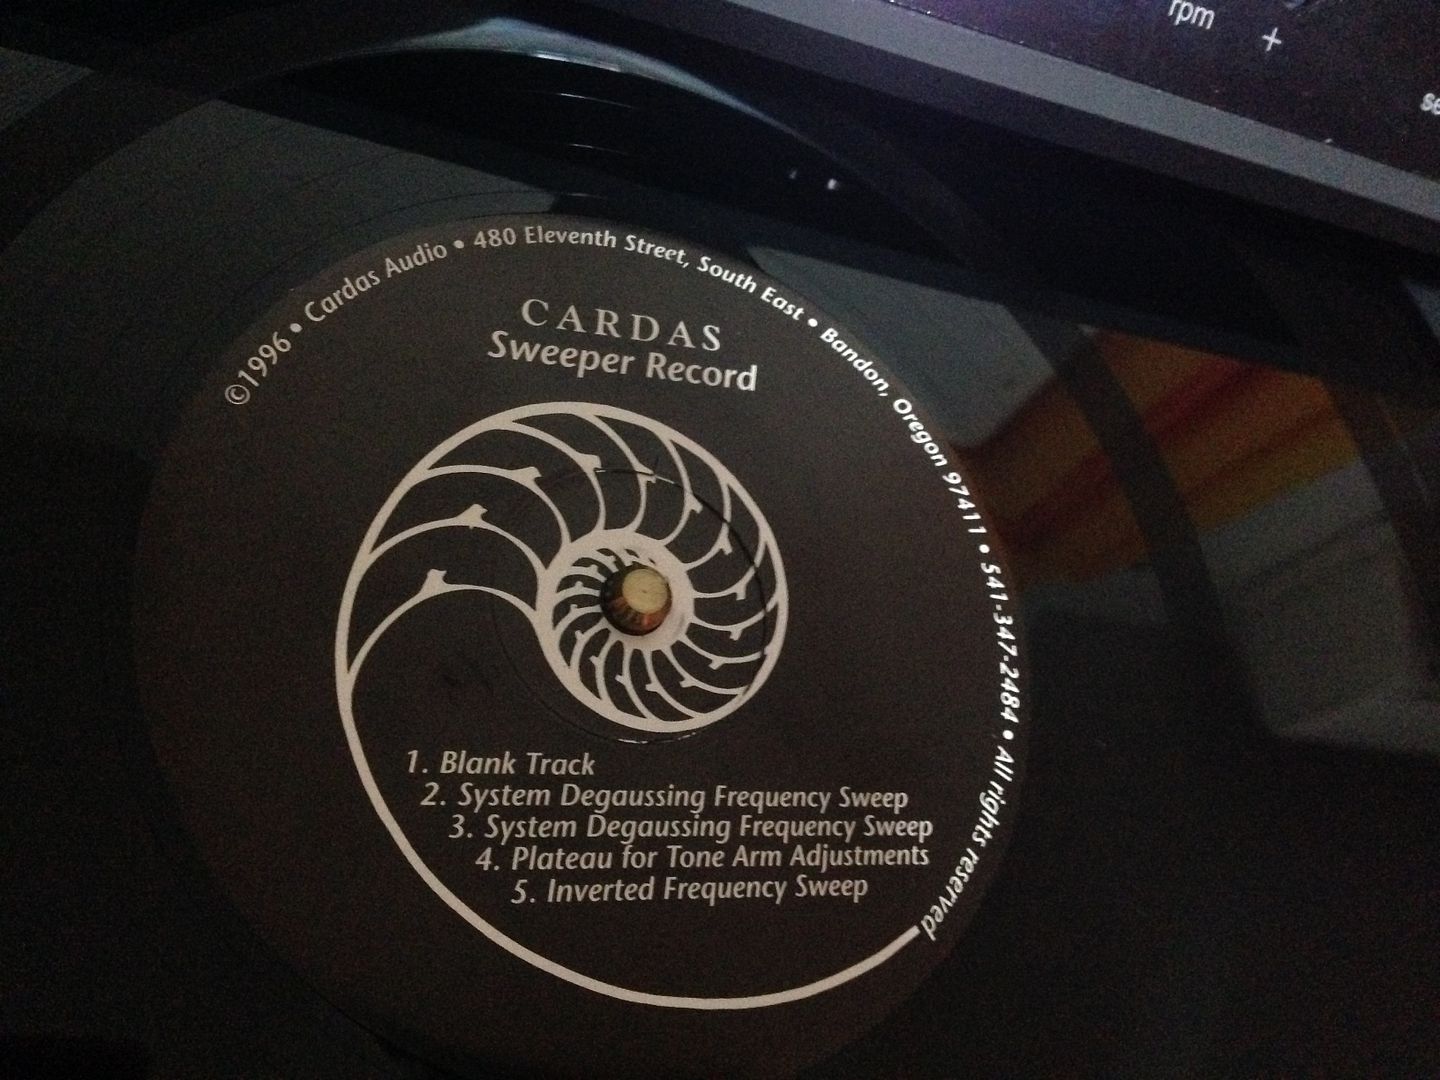 rpm
+
©1996 • Cardas Audio • 480 Eleventh Street, South East • Bandon, Oregon 97411 • 541-347-2484 • All rights reserved
CARDAS
Sweeper Record
1. Blank Track
2. System Degaussing Frequency Sweep
3. System Degaussing Frequency Sweep
4. Plateau for Tone Arm Adjustments
5. Inverted Frequency Sweep